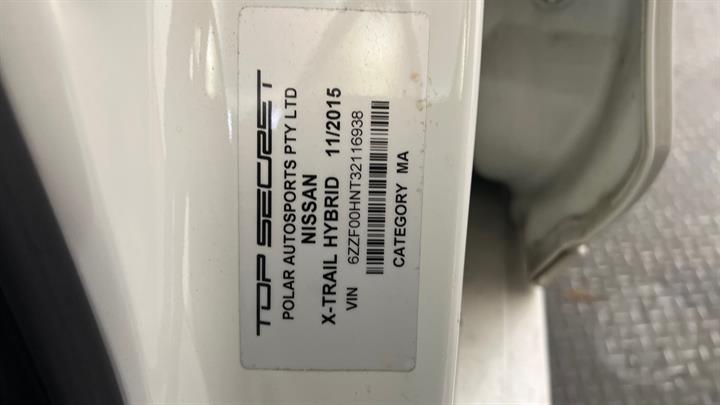 TOP SECRET
POLAR AUTOSPORTS PTY LTD
NISSAN
X-TRAIL HYBRID 11/2015
VIN 6ZZF00HNT32116938
CATEGORY MA